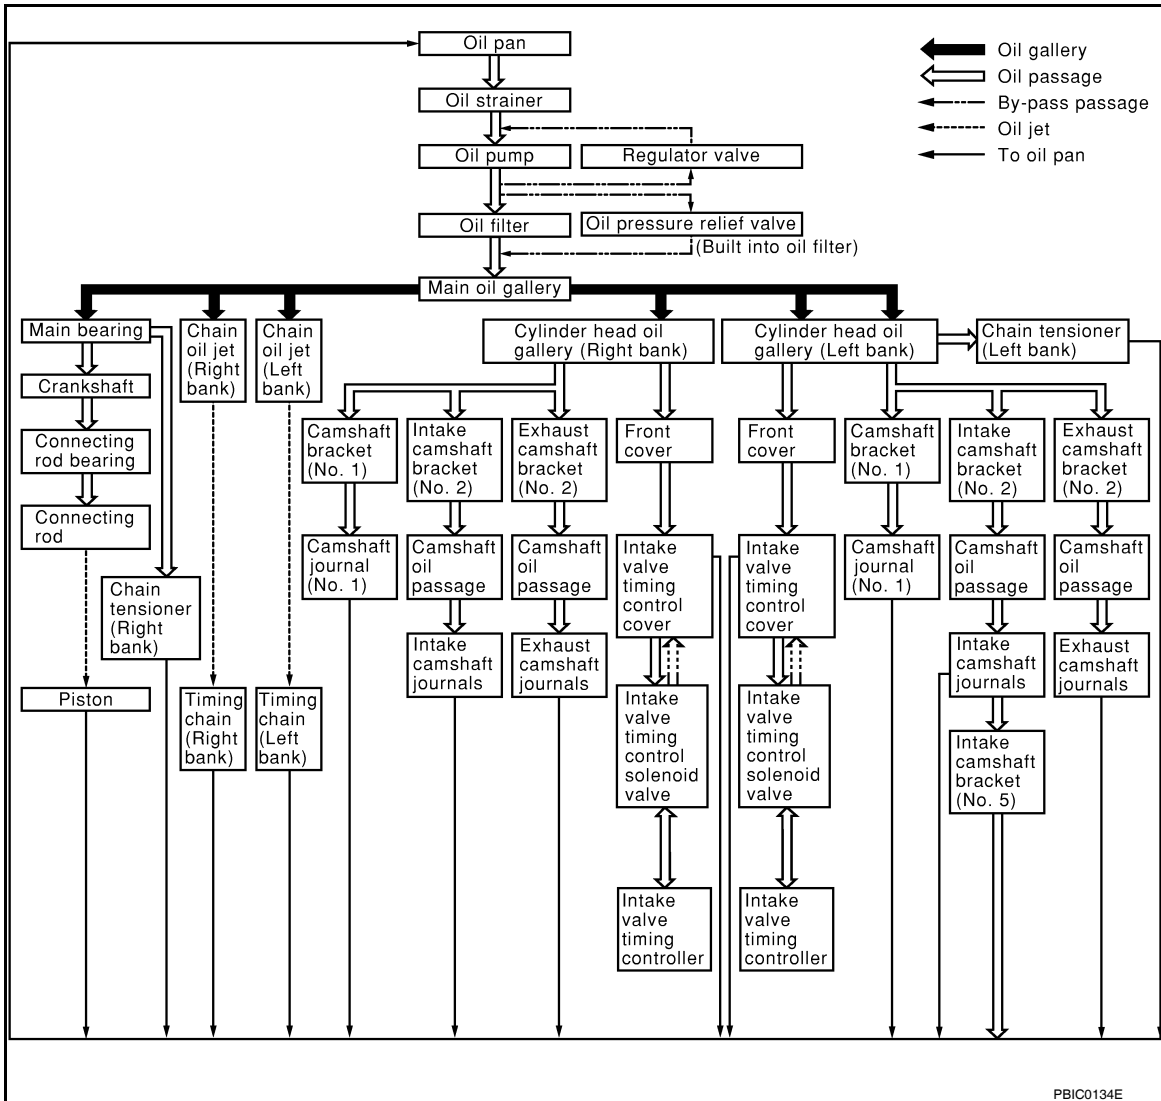 Oil pan
Oil gallery
Oil passage
Oil strainer
By-pass passage
Oil jet
Oil pump
Regulator valve
To oil pan
Oil filter
Oil pressure relief valve
(Built into oil filter)
Main oil gallery
Main bearing
Chain
oil jet
(Right
bank)
Chain
oil jet
(Left
bank)
Cylinder head oil
gallery (Right bank)
Cylinder head oil
gallery (Left bank)
Chain tensioner
(Left bank)
Crankshaft
Connecting
rod bearing
Connecting
rod
Chain
tensioner
(Right
bank)
Piston
Timing
chain
(Right
bank)
Timing
chain
(Left
bank)
Camshaft
bracket
(No. 1)
Camshaft
journal
(No. 1)
Intake
camshaft
bracket
(No. 2)
Camshaft
oil
passage
Intake
camshaft
journals
Exhaust
camshaft
bracket
(No. 2)
Camshaft
oil
passage
Exhaust
camshaft
journals
Front
cover
Intake
valve
timing
control
cover
Intake
valve
timing
control
solenoid
valve
Intake
valve
timing
controller
Front
cover
Intake
valve
timing
control
cover
Intake
valve
timing
control
solenoid
valve
Intake
valve
timing
controller
Camshaft
bracket
(No. 1)
Camshaft
journal
(No. 1)
Intake
camshaft
bracket
(No. 2)
Camshaft
oil
passage
Intake
camshaft
journals
Intake
camshaft
bracket
(No. 5)
Exhaust
camshaft
bracket
(No. 2)
Camshaft
oil
passage
Exhaust
camshaft
journals
PBIC0134E